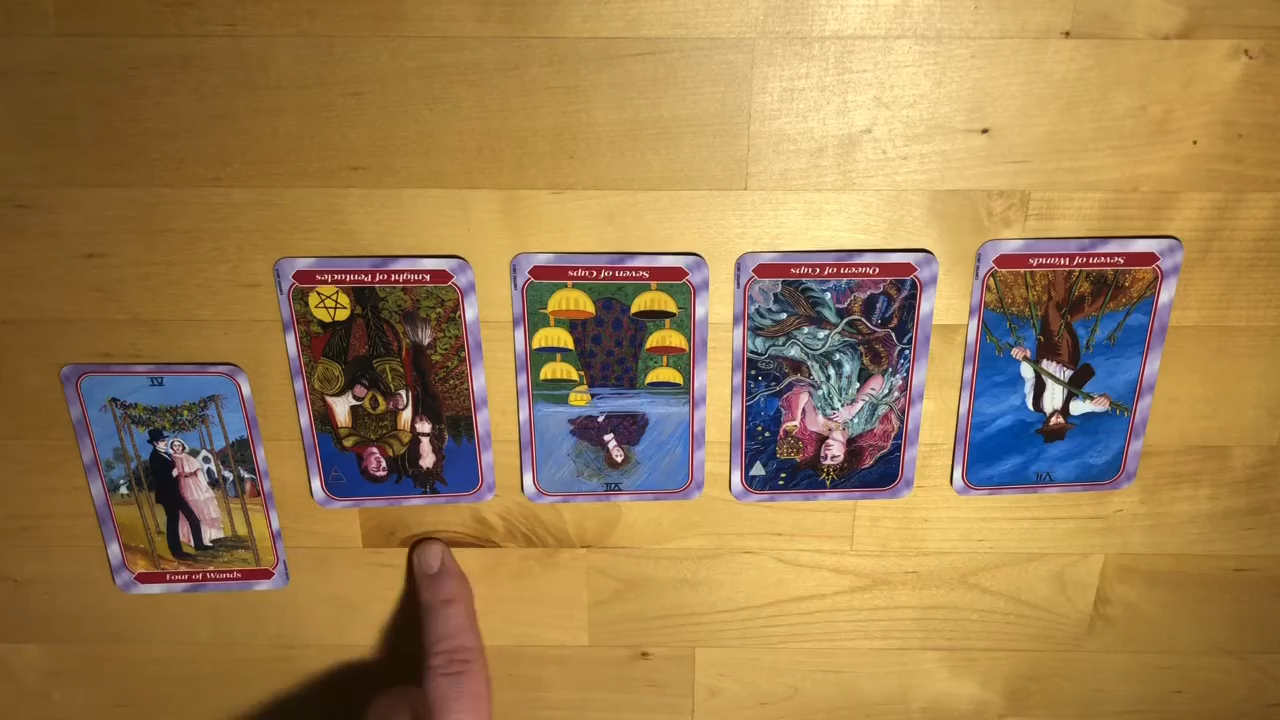 IV
Four of Wands
Knight of Pentacles
Seven of Cups
VII
Queen of Cups
Seven of Wands
VII